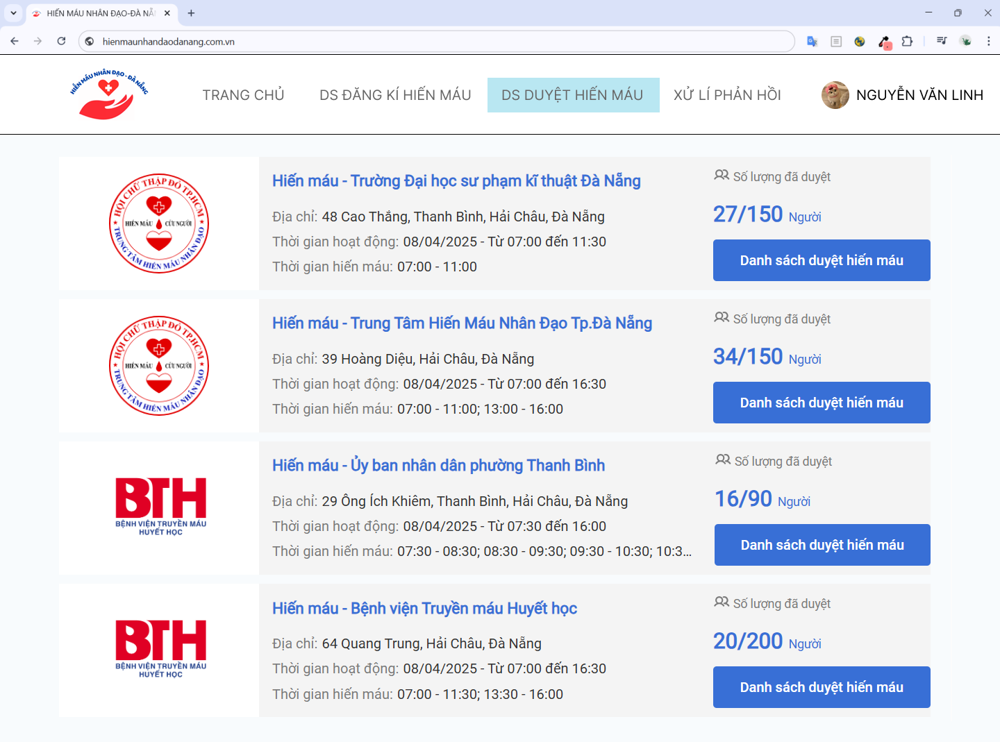 HIẾN MÁU NHÂN ĐẠO-ĐÀ NẴ
hienmaunhandaodanang.com.vn
HIẾN MÁU NHÂN ĐẠO - ĐÀ NẴNG
TRANG CHỦ
DS ĐĂNG KÍ HIẾN MÁU
DS DUYỆT HIẾN MÁU
XỬ LÍ PHẢN HỒI
NGUYỄN VĂN LINH
HỘI CHỮ THẬP ĐỎ TP.HCM
HIẾN MÁU CỨU NGƯỜI
TRUNG TÂM HIẾN MÁU NHÂN ĐẠO
Hiến máu - Trường Đại học sư phạm kĩ thuật Đà Nẵng
Địa chỉ: 48 Cao Thắng, Thanh Bình, Hải Châu, Đà Nẵng
Thời gian hoạt động: 08/04/2025 - Từ 07:00 đến 11:30
Thời gian hiến máu: 07:00 - 11:00
Số lượng đã duyệt
27/150 Người
Danh sách duyệt hiến máu
HỘI CHỮ THẬP ĐỎ TP.HCM
HIẾN MÁU CỨU NGƯỜI
TRUNG TÂM HIẾN MÁU NHÂN ĐẠO
Hiến máu - Trung Tâm Hiến Máu Nhân Đạo Tp.Đà Nẵng
Địa chỉ: 39 Hoàng Diệu, Hải Châu, Đà Nẵng
Thời gian hoạt động: 08/04/2025 - Từ 07:00 đến 16:30
Thời gian hiến máu: 07:00 - 11:00; 13:00 - 16:00
Số lượng đã duyệt
34/150 Người
Danh sách duyệt hiến máu
BTH
BỆNH VIỆN TRUYỀN MÁU
HUYẾT HỌC
Hiến máu - Ủy ban nhân dân phường Thanh Bình
Địa chỉ: 29 Ông Ích Khiêm, Thanh Bình, Hải Châu, Đà Nẵng
Thời gian hoạt động: 08/04/2025 - Từ 07:30 đến 16:00
Thời gian hiến máu: 07:30 - 08:30; 08:30 - 09:30; 09:30 - 10:30; 10:3...
Số lượng đã duyệt
16/90 Người
Danh sách duyệt hiến máu
BTH
BỆNH VIỆN TRUYỀN MÁU
HUYẾT HỌC
Hiến máu - Bệnh viện Truyền máu Huyết học
Địa chỉ: 64 Quang Trung, Hải Châu, Đà Nẵng
Thời gian hoạt động: 08/04/2025 - Từ 07:00 đến 16:30
Thời gian hiến máu: 07:00 - 11:30; 13:30 - 16:00
Số lượng đã duyệt
20/200 Người
Danh sách duyệt hiến máu